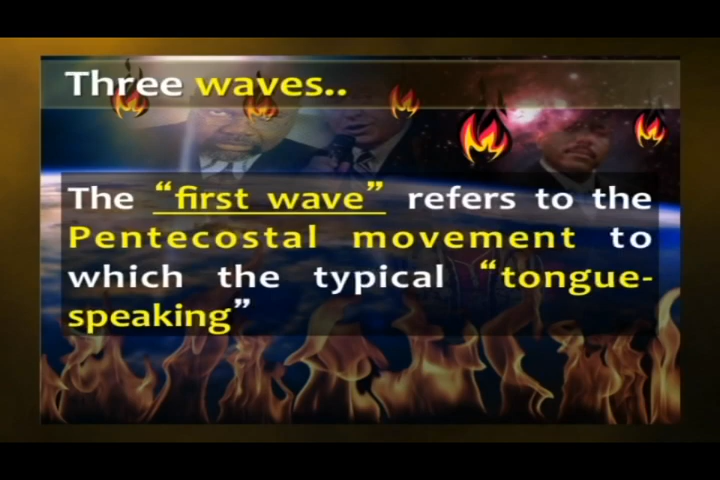 Three waves..
The “first wave” refers to the
Pentecostal movement to
which the typical “tongue-
speaking”